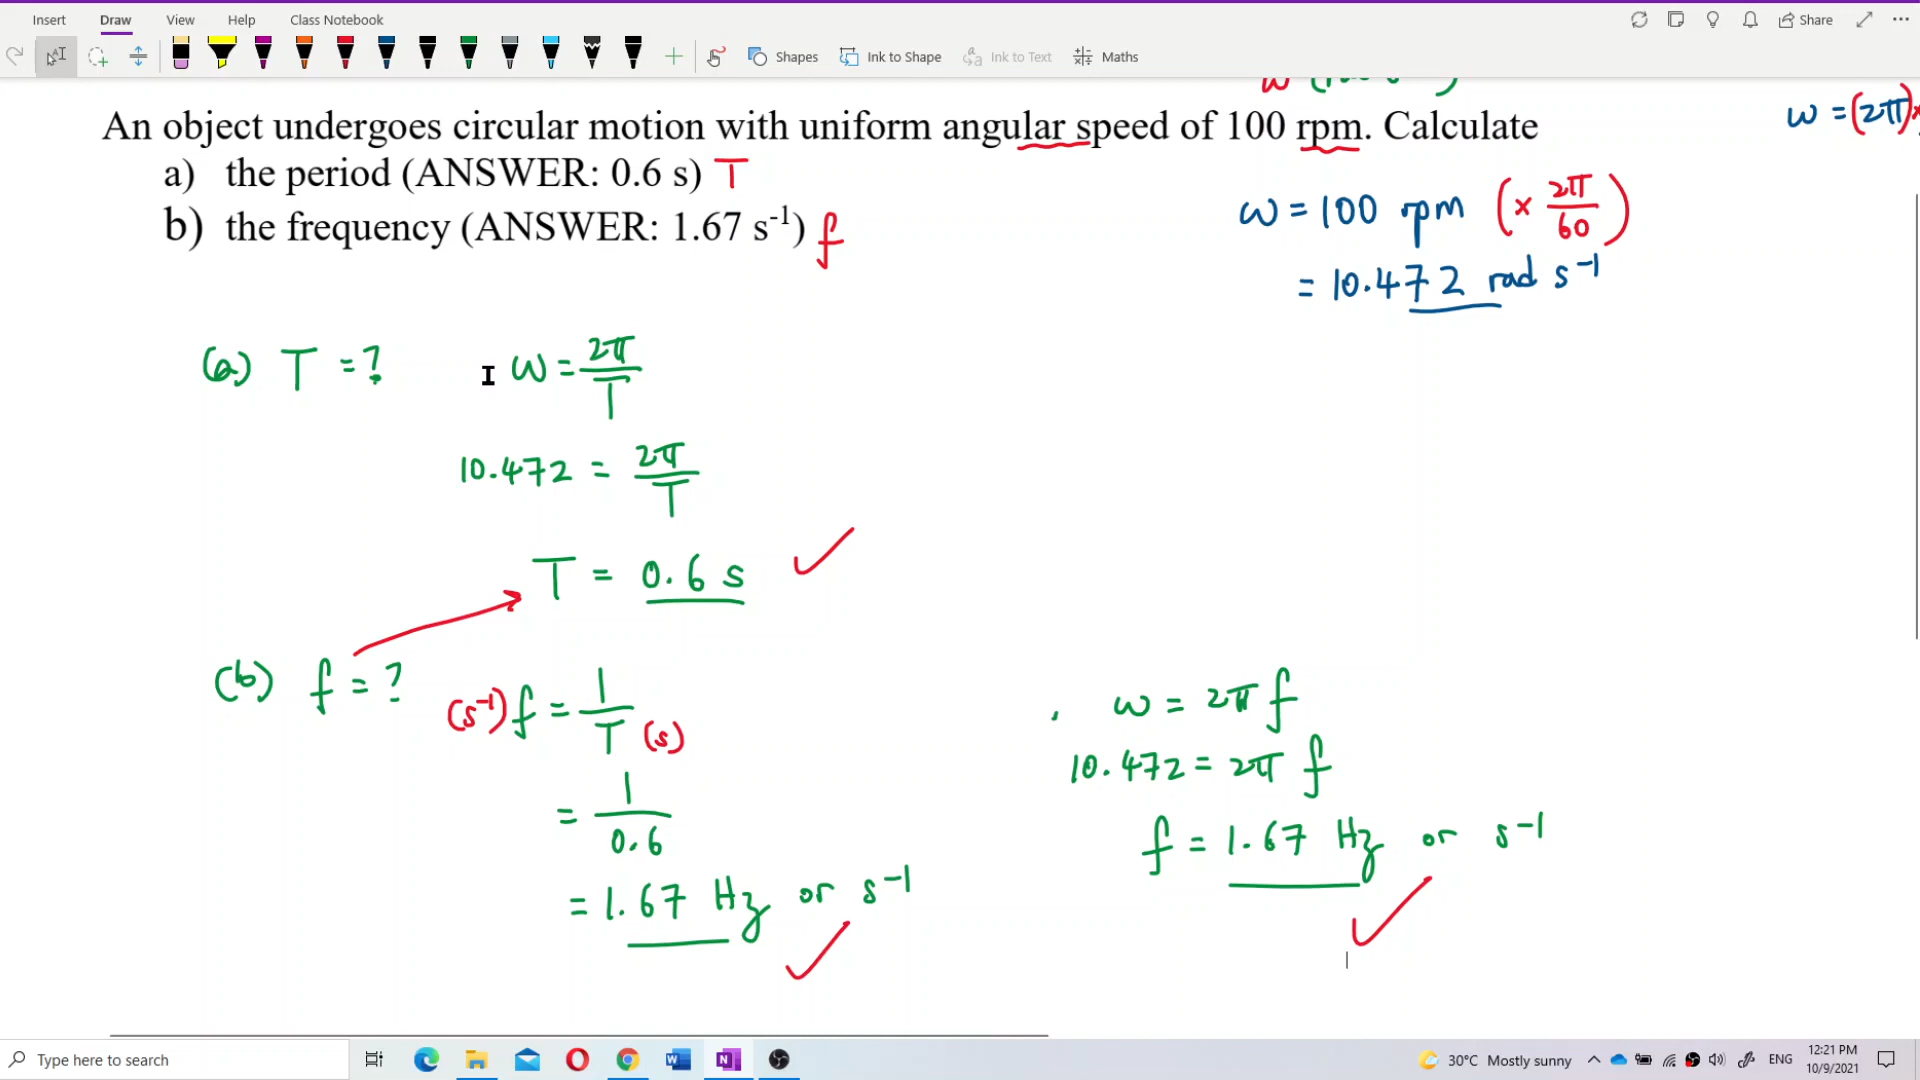 Insert Draw View Help Class Notebook Share
Shapes Ink to Shape Ink to Text Maths
An object undergoes circular motion with uniform angular speed of 100 rpm. Calculate
ω = (2π)
a) the period (ANSWER: 0.6 s) T
b) the frequency (ANSWER: 1.67 s⁻¹) f
ω = 100 rpm (× 2π/60)
= 10.472 rad s⁻¹
(a) T = ? ω = 2π/T
10.472 = 2π/T
T = 0.6 s
(b) f = ? (s⁻¹) f = 1/T (s)
= 1/0.6
= 1.67 Hz or s⁻¹
ω = 2π f
10.472 = 2π f
f = 1.67 Hz or s⁻¹
Type here to search
30°C Mostly sunny ENG 12:21 PM
10/9/2021